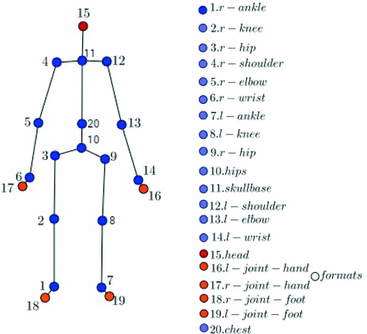 15
4
11
12
5
20
13
10
3
9
6
14
17
16
2
8
1
7
18
19
1.r-ankle
2.r-knee
3.r-hip
4.r-shoulder
5.r-elbow
6.r-wrist
7.l-ankle
8.l-knee
9.r-hip
10.hips
11.skullbase
12.l-shoulder
13.l-elbow
14.l-wrist
15.head
16.l-joint-hand
17.r-joint-hand
formats
18.r-joint-foot
19.l-joint-foot
20.chest